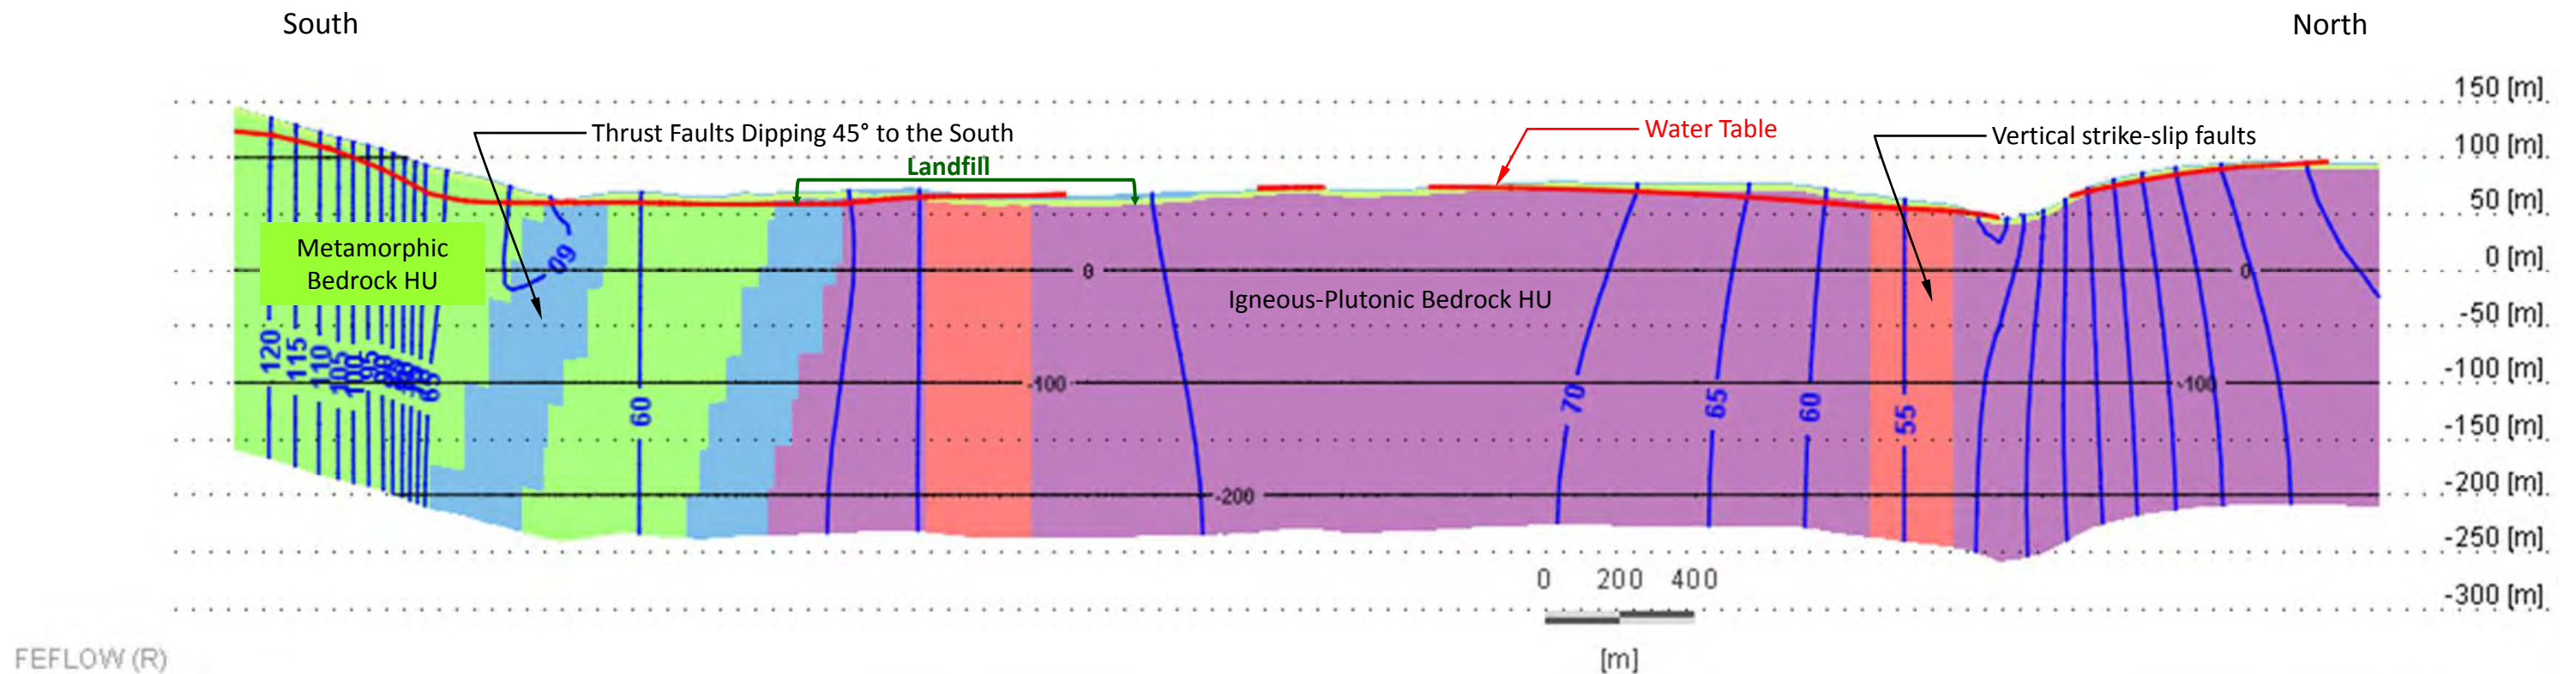 South
North
150 [m]
Thrust Faults Dipping 45° to the South
Water Table
Vertical strike-slip faults
100 [m]
Landfill
50 [m]
Metamorphic
Bedrock HU
60
0
0
0 [m]
Igneous-Plutonic Bedrock HU
-50 [m]
120
115
110
105
100
95
65
-100
-100
-100 [m]
60
70
65
60
55
-150 [m]
-200
-200 [m]
-250 [m]
0 200 400
-300 [m]
FEFLOW (R)
[m]